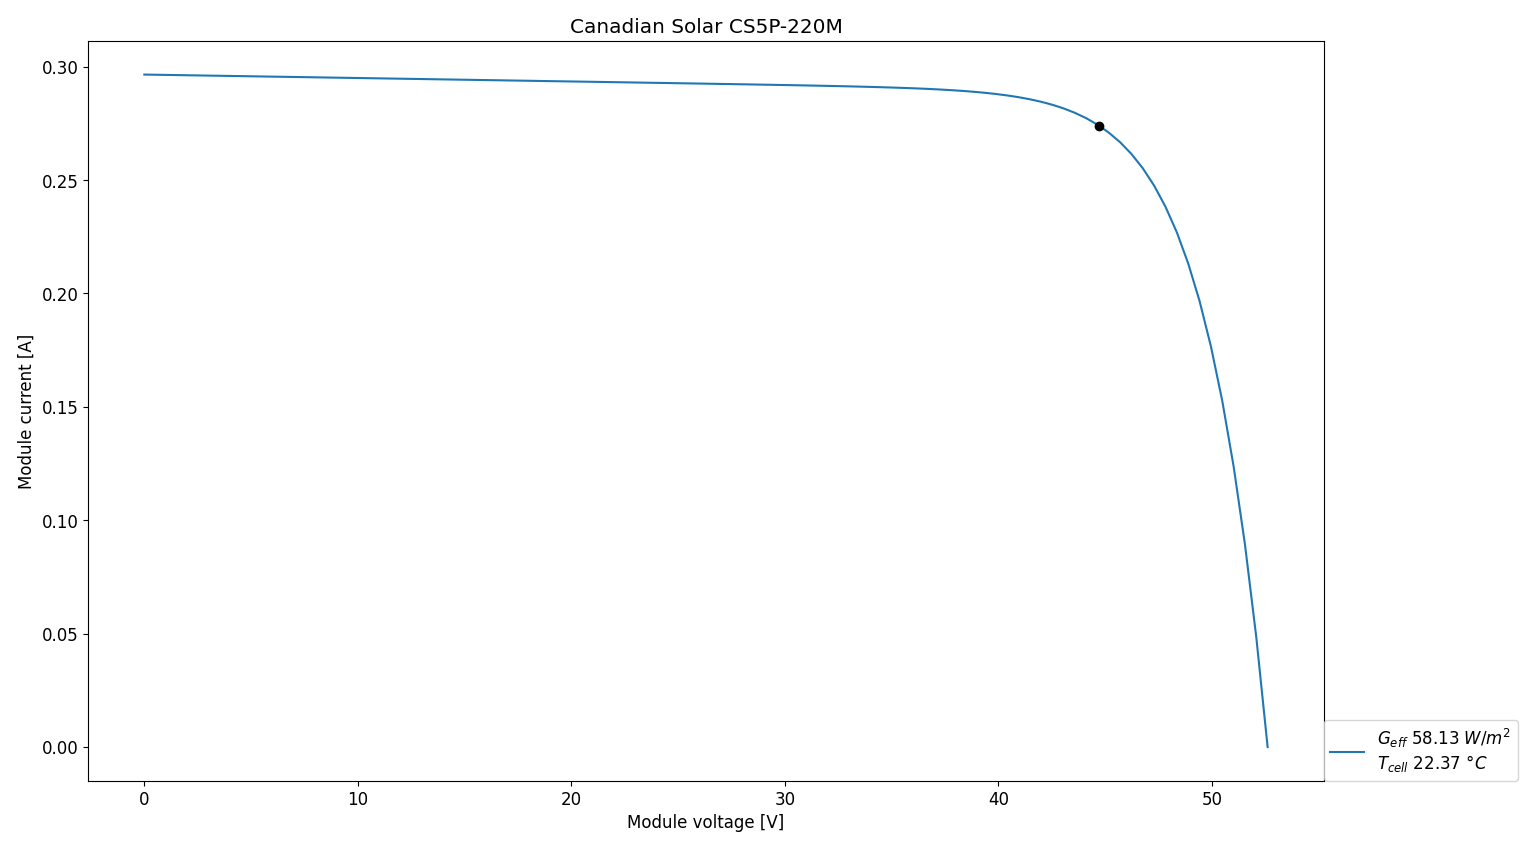 Canadian Solar CS5P-220M
0.30
0.25
0.20
0.15
0.10
0.05
0.00
Module current [A]
0 10 20 30 40 50
Module voltage [V]
G_eff 58.13 W/m²
T_cell 22.37 °C